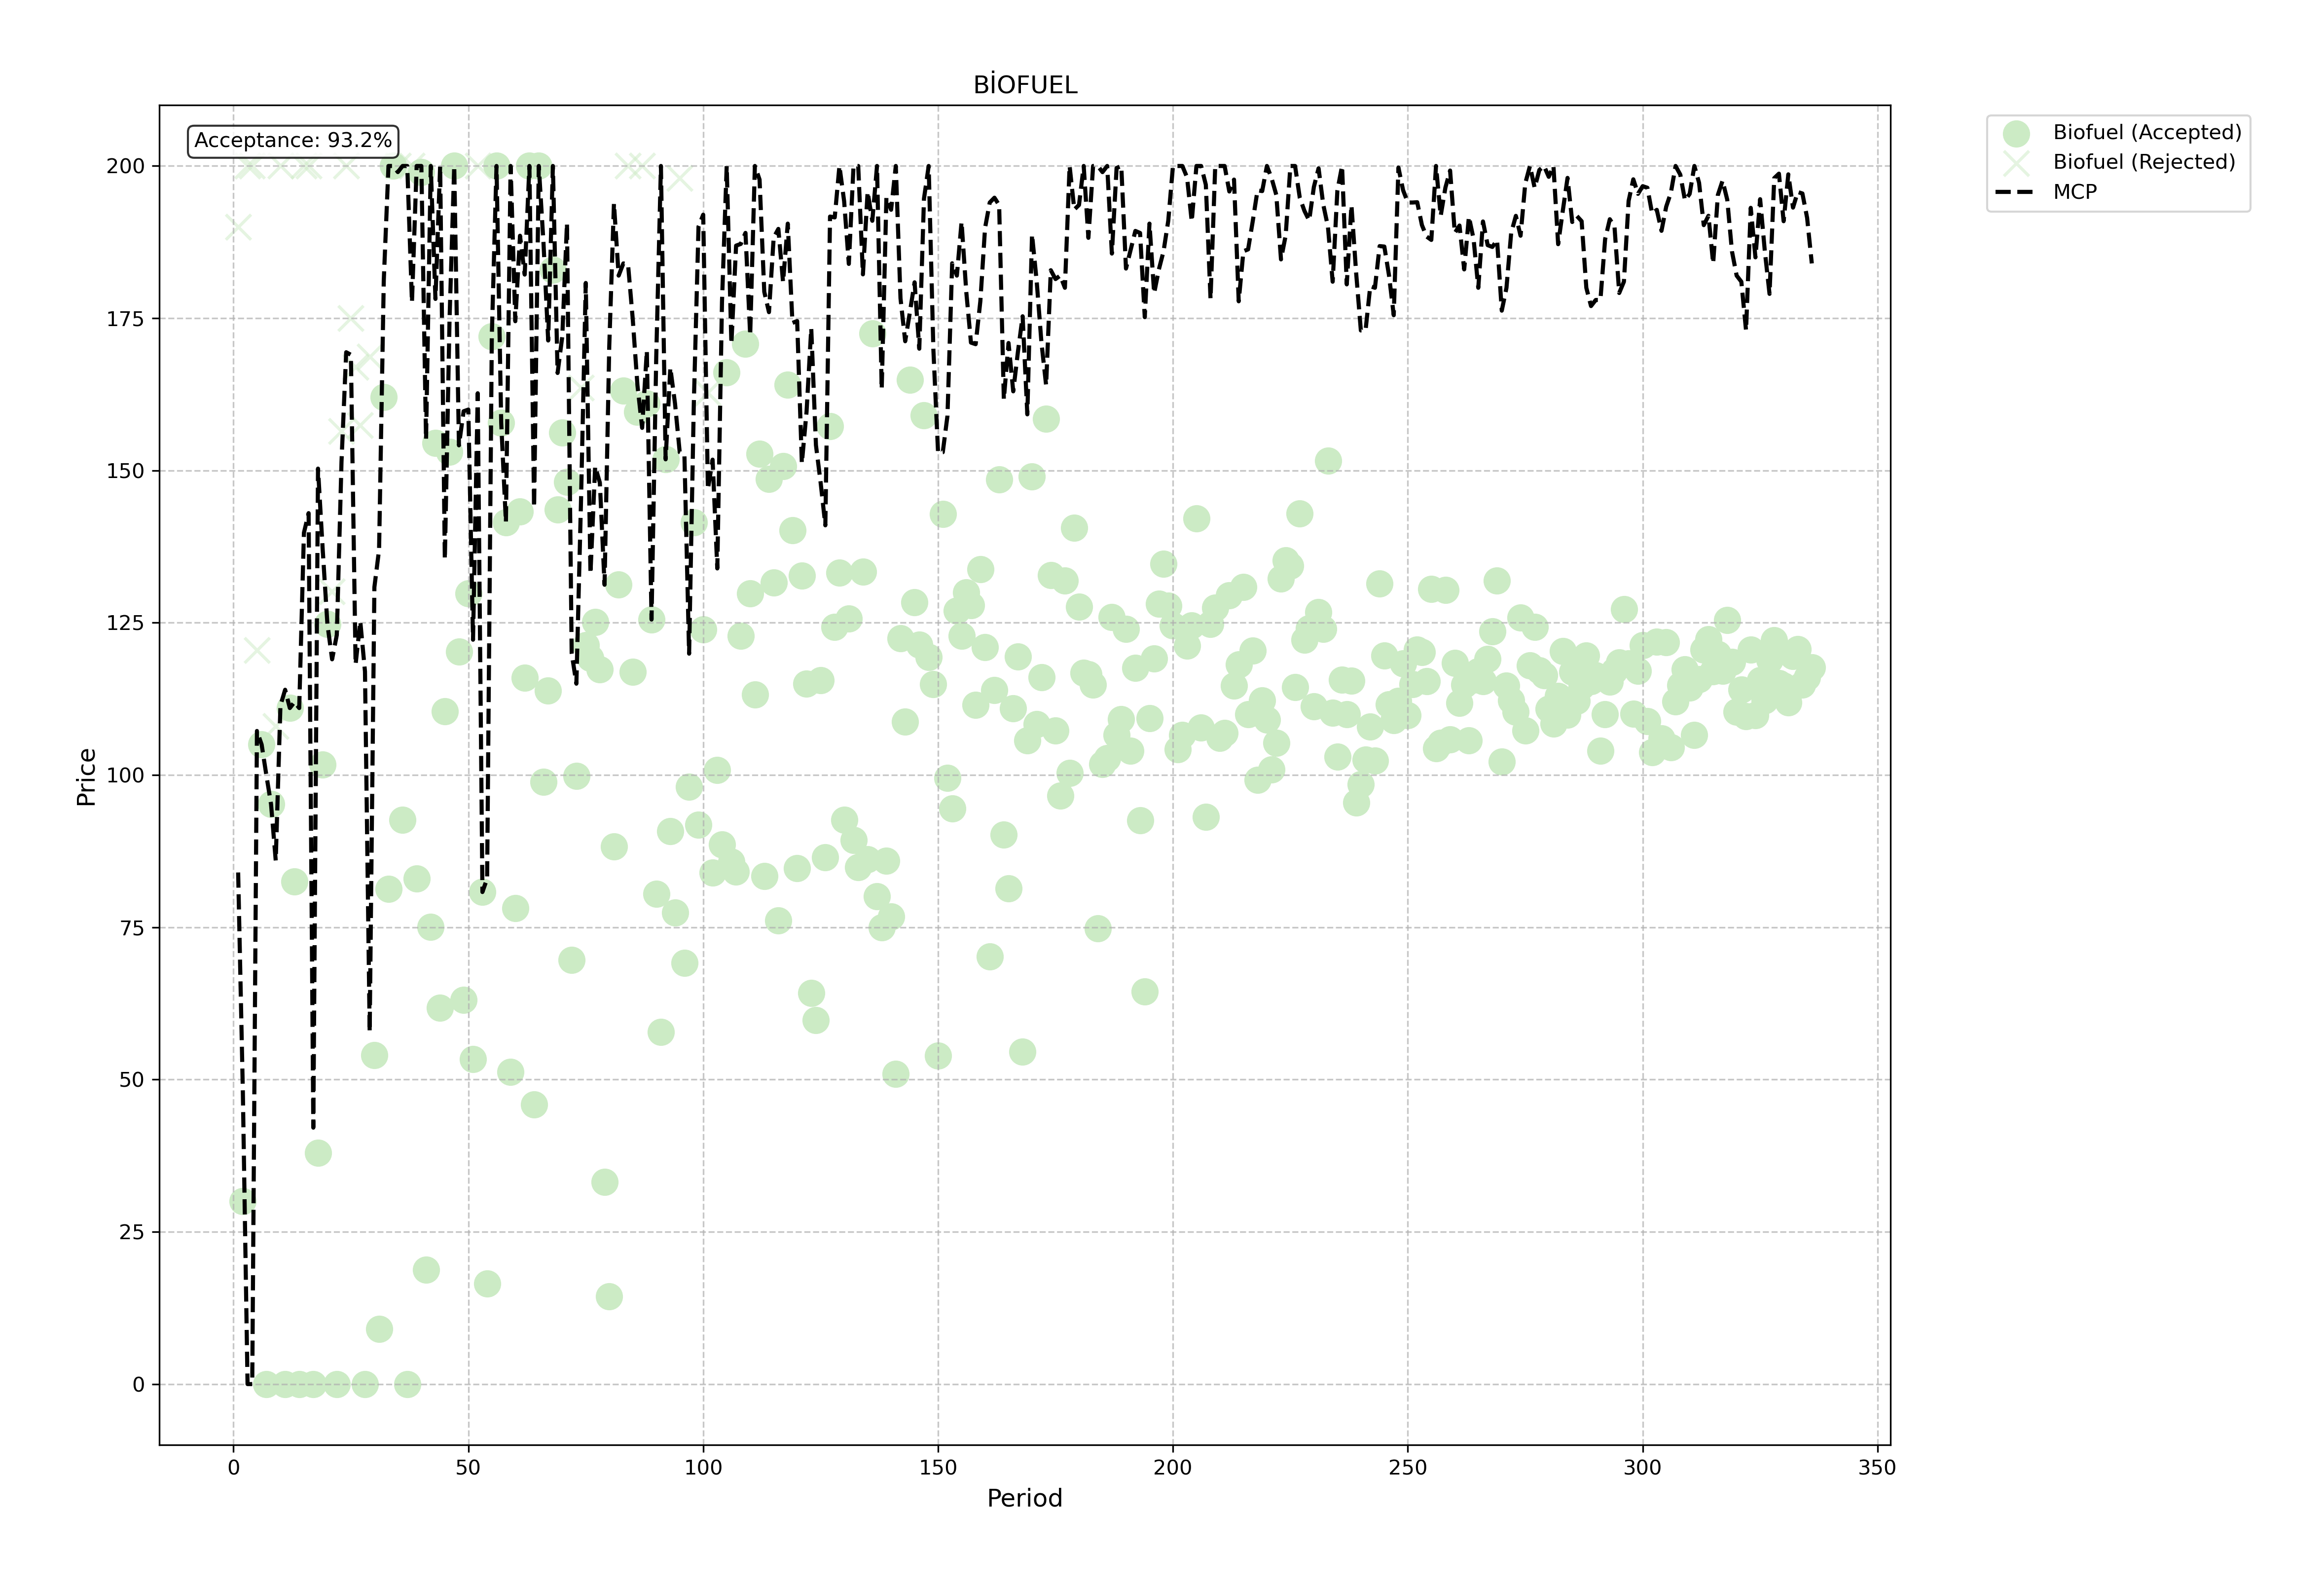 BİOFUEL
Acceptance: 93.2%
Biofuel (Accepted)
Biofuel (Rejected)
MCP
Price
200
175
150
125
100
75
50
25
0
0 50 100 150 200 250 300 350
Period